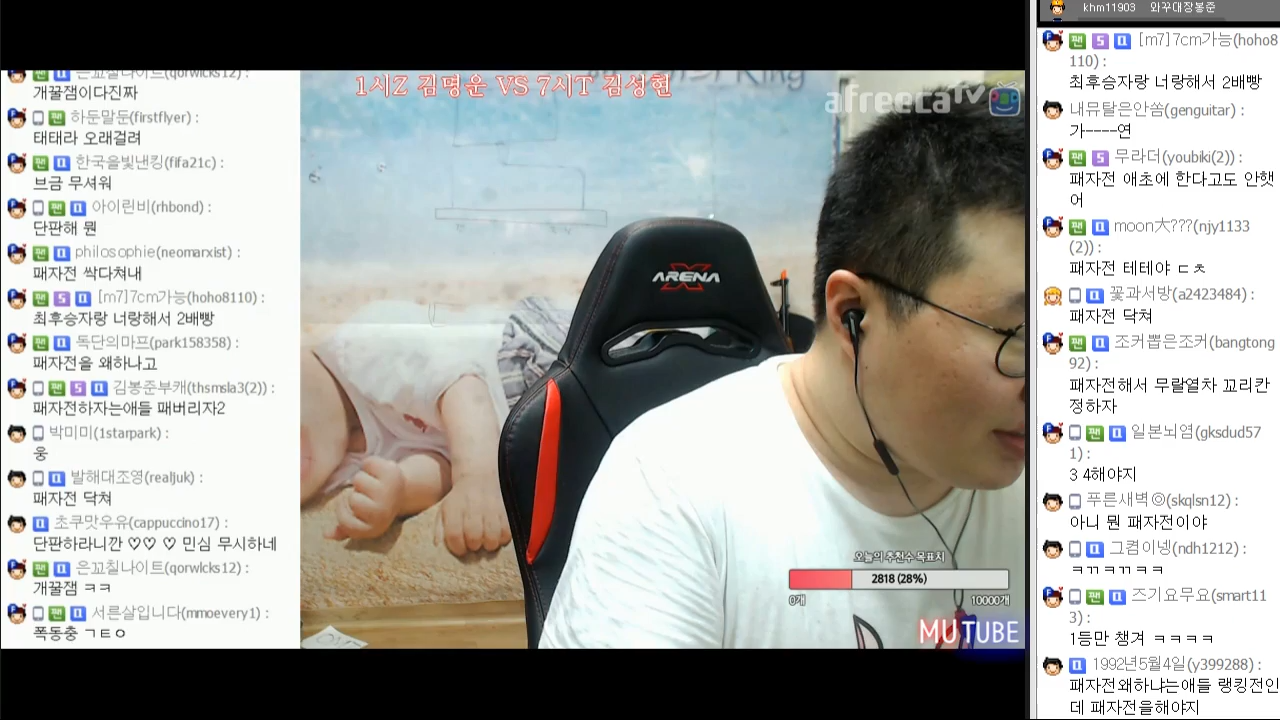 은꼬칠나이트(qorwlcks12) :
개꿀잼이다진짜
하둔말둔(firstflyer) :
태태라 오래걸려
한국을빛낸킹(fifa21c) :
브금 무셔워
아이린비(rhbond) :
단판해 뭔
philosophie(neomarxist) :
패자전 싹다쳐내
[m7]7cm가능(hoho8110) :
최후승자랑 너랑해서 2배빵
독단의마프(park158358) :
패자전을 왜하나고
김봉준부캐(thsmsla3(2)) :
패자전하자는애들 패버리자2
박미미(1starpark) :
웅
발해대조영(realjuk) :
패자전 닥쳐
초쿠맛우유(cappuccino17) :
단판하라니깐 ♡♡ ♡ 민심 무시하네
은꼬칠나이트(qorwlcks12) :
개꿀잼 ㅋㅋ
서른살입니다(mmoevery1) :
폭동충 ㄱㅌㅇ
1시Z 김명운 VS 7시T 김성현
King
afreecaTV
ARENA
오늘의 추천수 목표치
2818 (28%)
0개 10000개
MUTUBE
khm11903 와꾸대장봉준
[m7]7cm가능(hoho8
110) :
최후승자랑 너랑해서 2배빵
내뮤탈은안쏨(genguitar) :
가----연
무라더(youbiki(2)) :
패자전 애초에 한다고도 안햇
어
moon大???(njy1133
(2)) :
패자전 테테야 ㄷㅊ
꽃과서방(a2423484) :
패자전 닥쳐
조커뽑은조커(bangtong
92) :
패자전해서 무랄열차 꼬리칸
정하자
일본뇌염(gksdud57
1) :
3 4해야지
푸른새벽◎(skqlsn12) :
아니 뭔 패자전이야
그켬이넹(rdh1212) :
ㅋㄲㅋㄲㅋㅋ
즈기요무요(smart11
3) :
1등만 챙겨 ㅋㅋㅋㅋ
1992년5월4일(y399288) :
패자전왜하냐는애들 랭킹전인
데 패자전을해야지